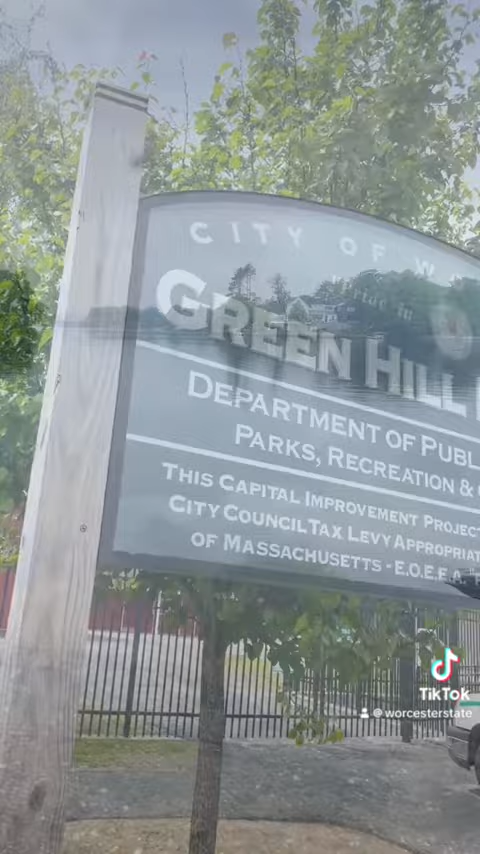 CITY OF
GREEN HILL
DEPARTMENT OF PUBL
PARKS, RECREATION &
THIS CAPITAL IMPROVEMENT PROJECT
CITY COUNCIL TAX LEVY APPROPRIAT
OF MASSACHUSETTS - E.O.E.E.
TikTok
@worcesterstate